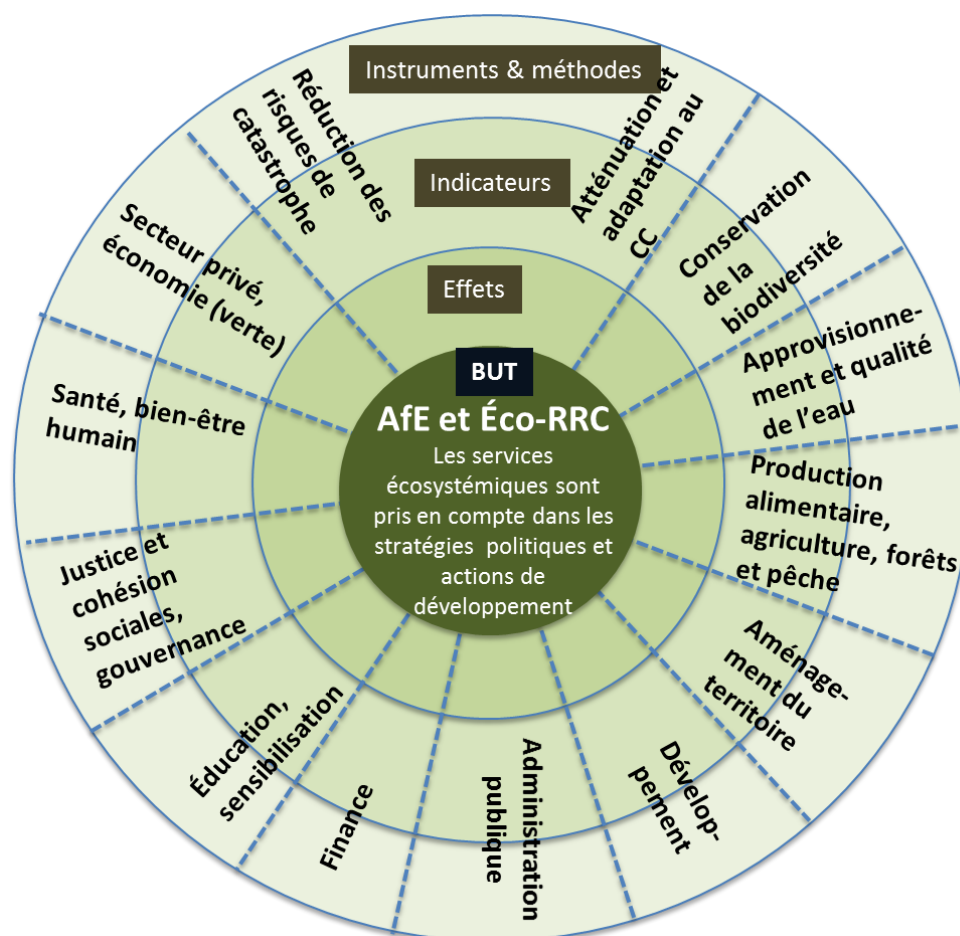 Instruments & méthodes
Indicateurs
Effets
BUT
AfE et Éco-RRC
Les services
écosystémiques sont
pris en compte dans les
stratégies politiques et
actions de
développement
Réduction des
risques de
catastrophe
Atténuation et
adaptation au
CC
Conservation
de la
biodiversité
Approvisionne-
ment et qualité
de l’eau
Production
alimentaire,
agriculture, forêts
et pêche
Aménage-
ment du
territoire
Dévelop-
pement
Administration
publique
Finance
Éducation,
sensibilisation
Justice et
cohésion
sociales,
gouvernance
Santé, bien-être
humain
Secteur privé,
économie (verte)